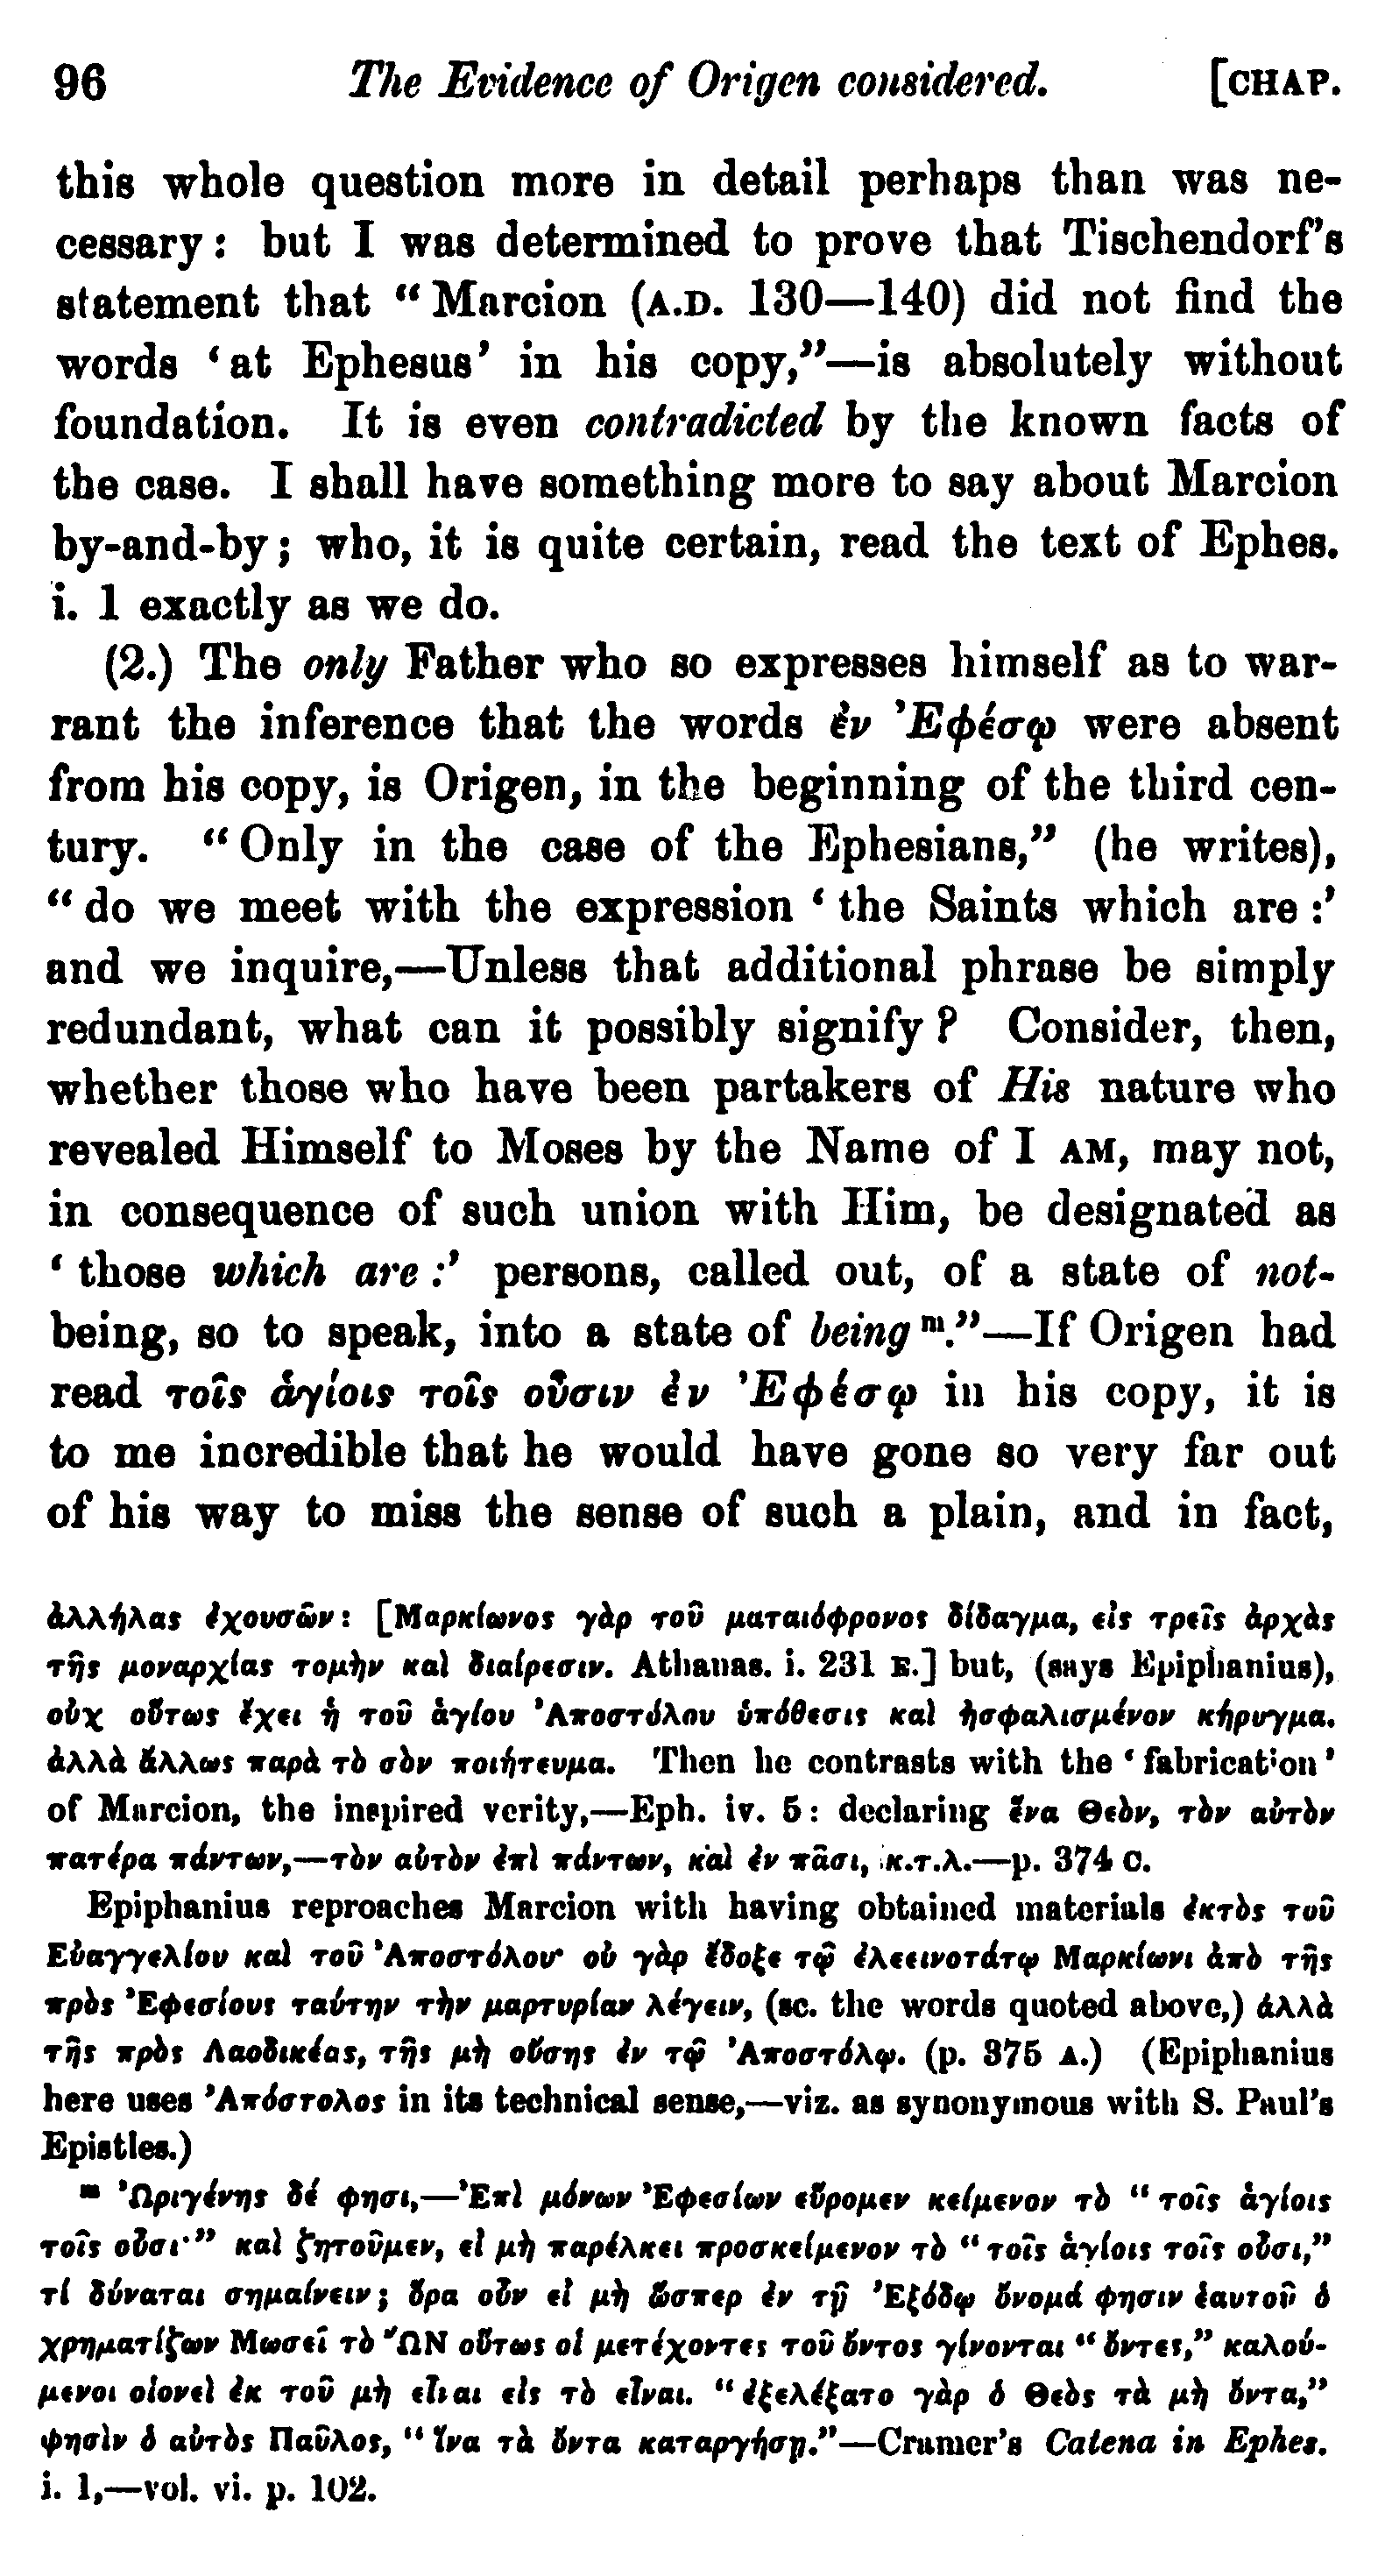 96 The Evidence of Origen considered. [CHAP.
this whole question more in detail perhaps than was ne-
cessary: but I was determined to prove that Tischendorf's
statement that "Marcion (A.D. 130—140) did not find the
words 'at Ephesus' in his copy,"—is absolutely without
foundation. It is even contradicted by the known facts of
the case. I shall have something more to say about Marcion
by-and-by; who, it is quite certain, read the text of Ephes.
i. 1 exactly as we do.
(2.) The only Father who so expresses himself as to war-
rant the inference that the words ἐν Ἐφέσῳ were absent
from his copy, is Origen, in the beginning of the third cen-
tury. "Only in the case of the Ephesians," (he writes),
"do we meet with the expression 'the Saints which are:'
and we inquire,—Unless that additional phrase be simply
redundant, what can it possibly signify? Consider, then,
whether those who have been partakers of His nature who
revealed Himself to Moses by the Name of I AM, may not,
in consequence of such union with Him, be designated as
'those which are:' persons, called out, of a state of not-
being, so to speak, into a state of being m."—If Origen had
read τοῖς ἁγίοις τοῖς οὖσιν ἐν Ἐφέσῳ in his copy, it is
to me incredible that he would have gone so very far out
of his way to miss the sense of such a plain, and in fact,
ἀλλήλας ἐχουσῶν: [Μαρκίωνος γὰρ τοῦ ματαιόφρονος δίδαγμα, εἰς τρεῖς ἀρχὰς
τῆς μοναρχίας τομὴν καὶ διαίρεσιν. Athanas. i. 231 E.] but, (says Epiphanius),
οὐχ οὕτως ἔχει ἡ τοῦ ἁγίου Ἀποστόλου ὑπόθεσις καὶ ἠσφαλισμένον κήρυγμα.
ἀλλὰ ἄλλως παρὰ τὸ σὸν ποιήτευμα. Then he contrasts with the 'fabrication'
of Marcion, the inspired verity,—Eph. iv. 5: declaring ἕνα Θεὸν, τὸν αὐτὸν
πατέρα πάντων,—τὸν αὐτὸν ἐπὶ πάντων, καὶ ἐν πᾶσι, κ.τ.λ.—p. 374 C.
Epiphanius reproaches Marcion with having obtained materials ἐκτὸς τοῦ
Εὐαγγελίου καὶ τοῦ Ἀποστόλου· οὐ γὰρ ἔδοξε τῷ ἐλεεινοτάτῳ Μαρκίωνι ἀπὸ τῆς
πρὸς Ἐφεσίους ταύτην τὴν μαρτυρίαν λέγειν, (sc. the words quoted above,) ἀλλὰ
τῆς πρὸς Λαοδικέας, τῆς μὴ οὔσης ἐν τῷ Ἀποστόλῳ. (p. 375 A.) (Epiphanius
here uses Ἀπόστολος in its technical sense,—viz. as synonymous with S. Paul's
Epistles.)
m Ὠριγένης δέ φησι,—Ἐπὶ μόνων Ἐφεσίων εὕρομεν κείμενον τὸ "τοῖς ἁγίοις
τοῖς οὖσι·" καὶ ζητοῦμεν, εἰ μὴ παρέλκει προσκείμενον τὸ "τοῖς ἁγίοις τοῖς οὖσι,"
τί δύναται σημαίνειν; ὅρα οὖν εἰ μὴ ὥσπερ ἐν τῇ Ἐξόδῳ ὄνομά φησιν ἑαυτοῦ ὁ
χρηματίζων Μωσεῖ τὸ ὪΝ οὕτως οἱ μετέχοντες τοῦ ὄντος γίνονται "ὄντες," καλού-
μενοι οἱονεὶ ἐκ τοῦ μὴ εἶναι εἰς τὸ εἶναι. "ἐξελέξατο γὰρ ὁ Θεὸς τὰ μὴ ὄντα,"
φησὶν ὁ αὐτὸς Παῦλος, "ἵνα τὰ ὄντα καταργήσῃ."—Cramer's Catena in Ephes.
i. 1,—vol. vi. p. 102.